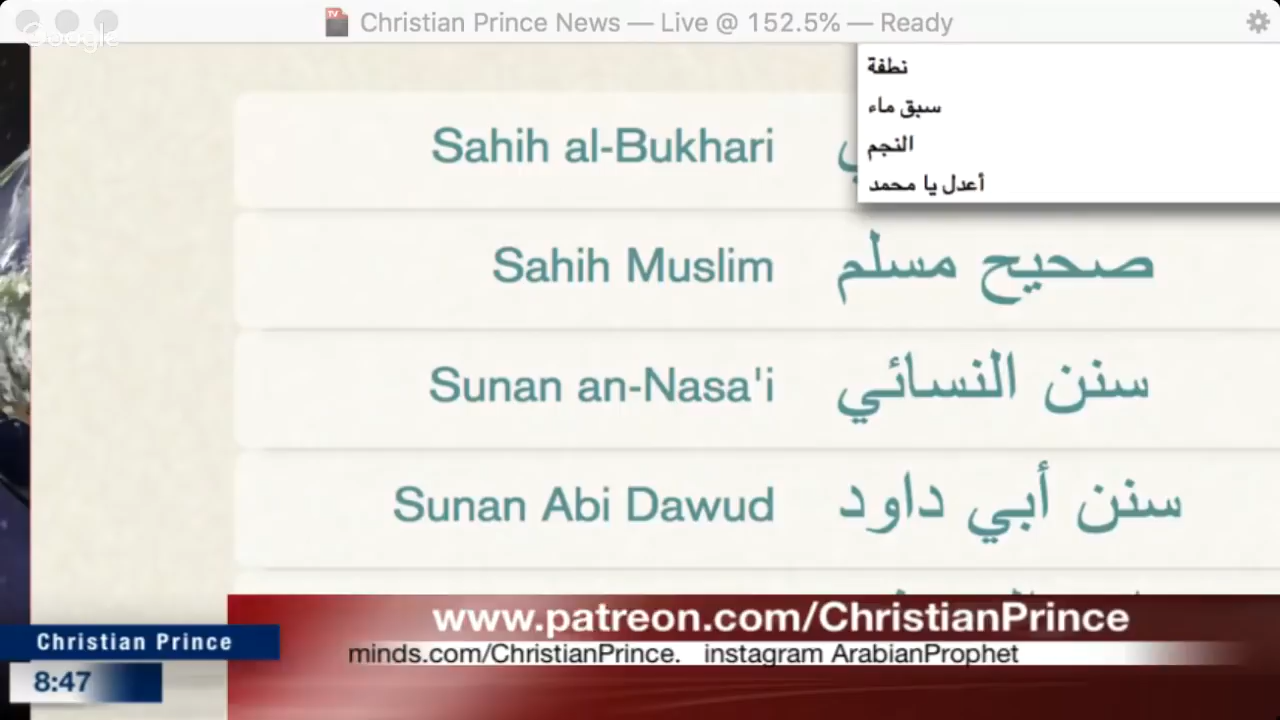 Christian Prince News — Live @ 152.5% — Ready
Google
نطفة
سبق ماء
النجم
أعدل يا محمد
Sahih al-Bukhari
Sahih Muslim صحيح مسلم
Sunan an-Nasa'i سنن النسائي
Sunan Abi Dawud سنن أبي داود
www.patreon.com/ChristianPrince
Christian Prince
minds.com/ChristianPrince. instagram ArabianProphet
8:47